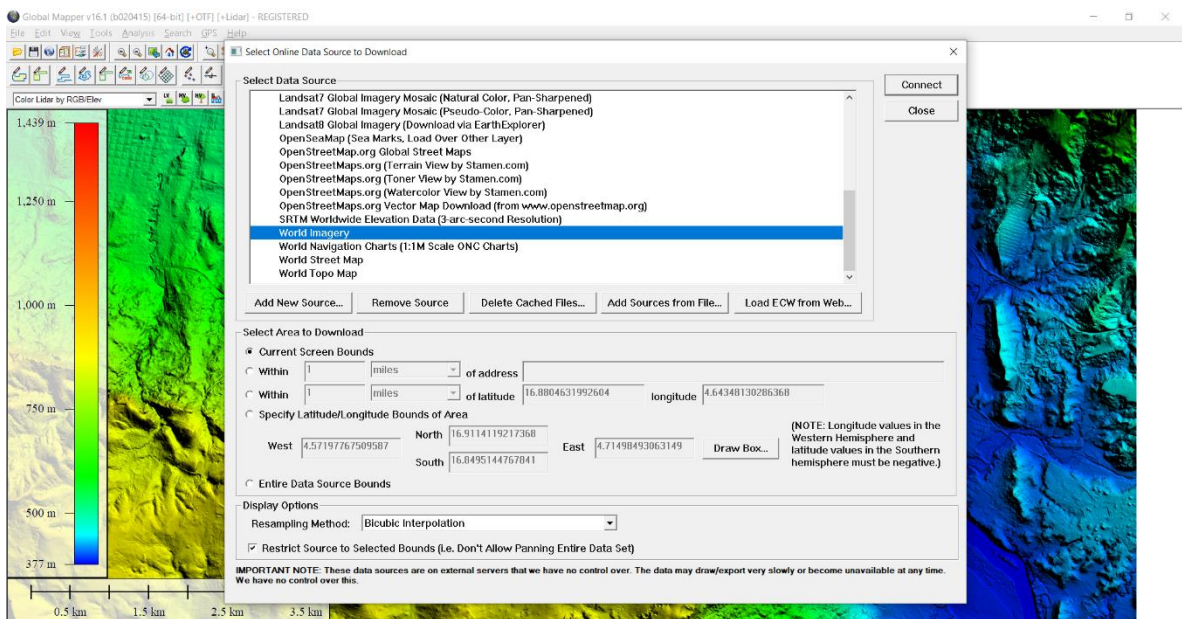 Global Mapper v16.1 (b020415) [64-bit] [+OTF] [+Lidar] - REGISTERED
File Edit View Tools Analysis Search GPS Help
Select Online Data Source to Download
Color Lidar by RGB/Elev
Select Data Source
Landsat7 Global Imagery Mosaic (Natural Color, Pan-Sharpened)
Landsat7 Global Imagery Mosaic (Pseudo-Color, Pan-Sharpened)
Landsat8 Global Imagery (Download via EarthExplorer)
OpenSeaMap (Sea Marks, Load Over Other Layer)
OpenStreetMap.org Global Street Maps
OpenStreetMaps.org (Terrain View by Stamen.com)
OpenStreetMaps.org (Toner View by Stamen.com)
OpenStreetMaps.org (Watercolor View by Stamen.com)
OpenStreetMaps.org Vector Map Download (from www.openstreetmap.org)
SRTM Worldwide Elevation Data (3-arc-second Resolution)
World Imagery
World Navigation Charts (1:1M Scale ONC Charts)
World Street Map
World Topo Map
Connect
Close
Add New Source... Remove Source Delete Cached Files... Add Sources from File... Load ECW from Web...
Select Area to Download
Current Screen Bounds
Within 1 miles of address
Within 1 miles of latitude 16.8804631992604 longitude 4.64348130286368
Specify Latitude/Longitude Bounds of Area
West 4.57197767509587 North 16.9114119217368 East 4.71498493063149 Draw Box...
South 16.8495144767841
(NOTE: Longitude values in the
Western Hemisphere and
latitude values in the Southern
hemisphere must be negative.)
Entire Data Source Bounds
Display Options
Resampling Method: Bicubic Interpolation
Restrict Source to Selected Bounds (i.e. Don't Allow Panning Entire Data Set)
IMPORTANT NOTE: These data sources are on external servers that we have no control over. The data may draw/export very slowly or become unavailable at any time.
We have no control over this.
1,439 m
1,250 m
1,000 m
750 m
500 m
377 m
0.5 km 1.5 km 2.5 km 3.5 km